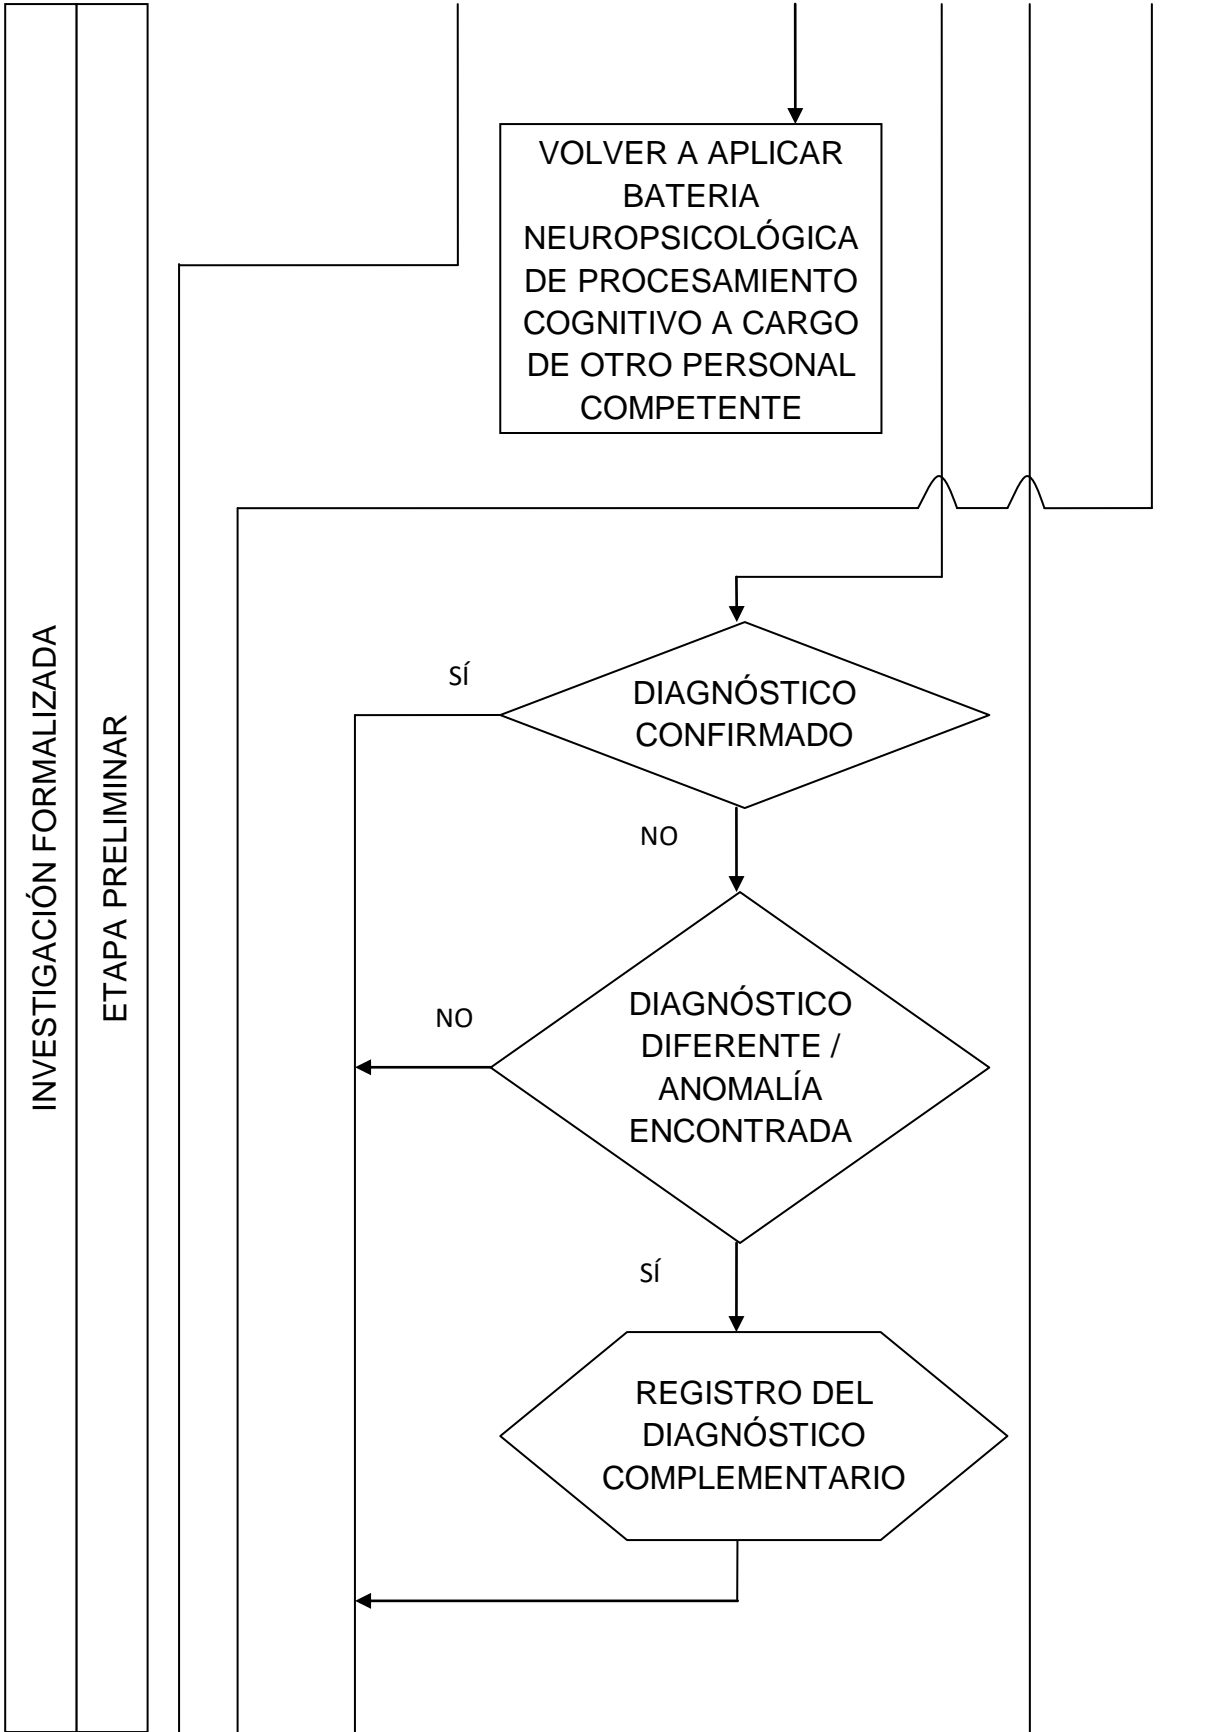 INVESTIGACIÓN FORMALIZADA
ETAPA PRELIMINAR
VOLVER A APLICAR
BATERIA
NEUROPSICOLÓGICA
DE PROCESAMIENTO
COGNITIVO A CARGO
DE OTRO PERSONAL
COMPETENTE
SÍ
DIAGNÓSTICO
CONFIRMADO
NO
NO
DIAGNÓSTICO
DIFERENTE /
ANOMALÍA
ENCONTRADA
SÍ
REGISTRO DEL
DIAGNÓSTICO
COMPLEMENTARIO